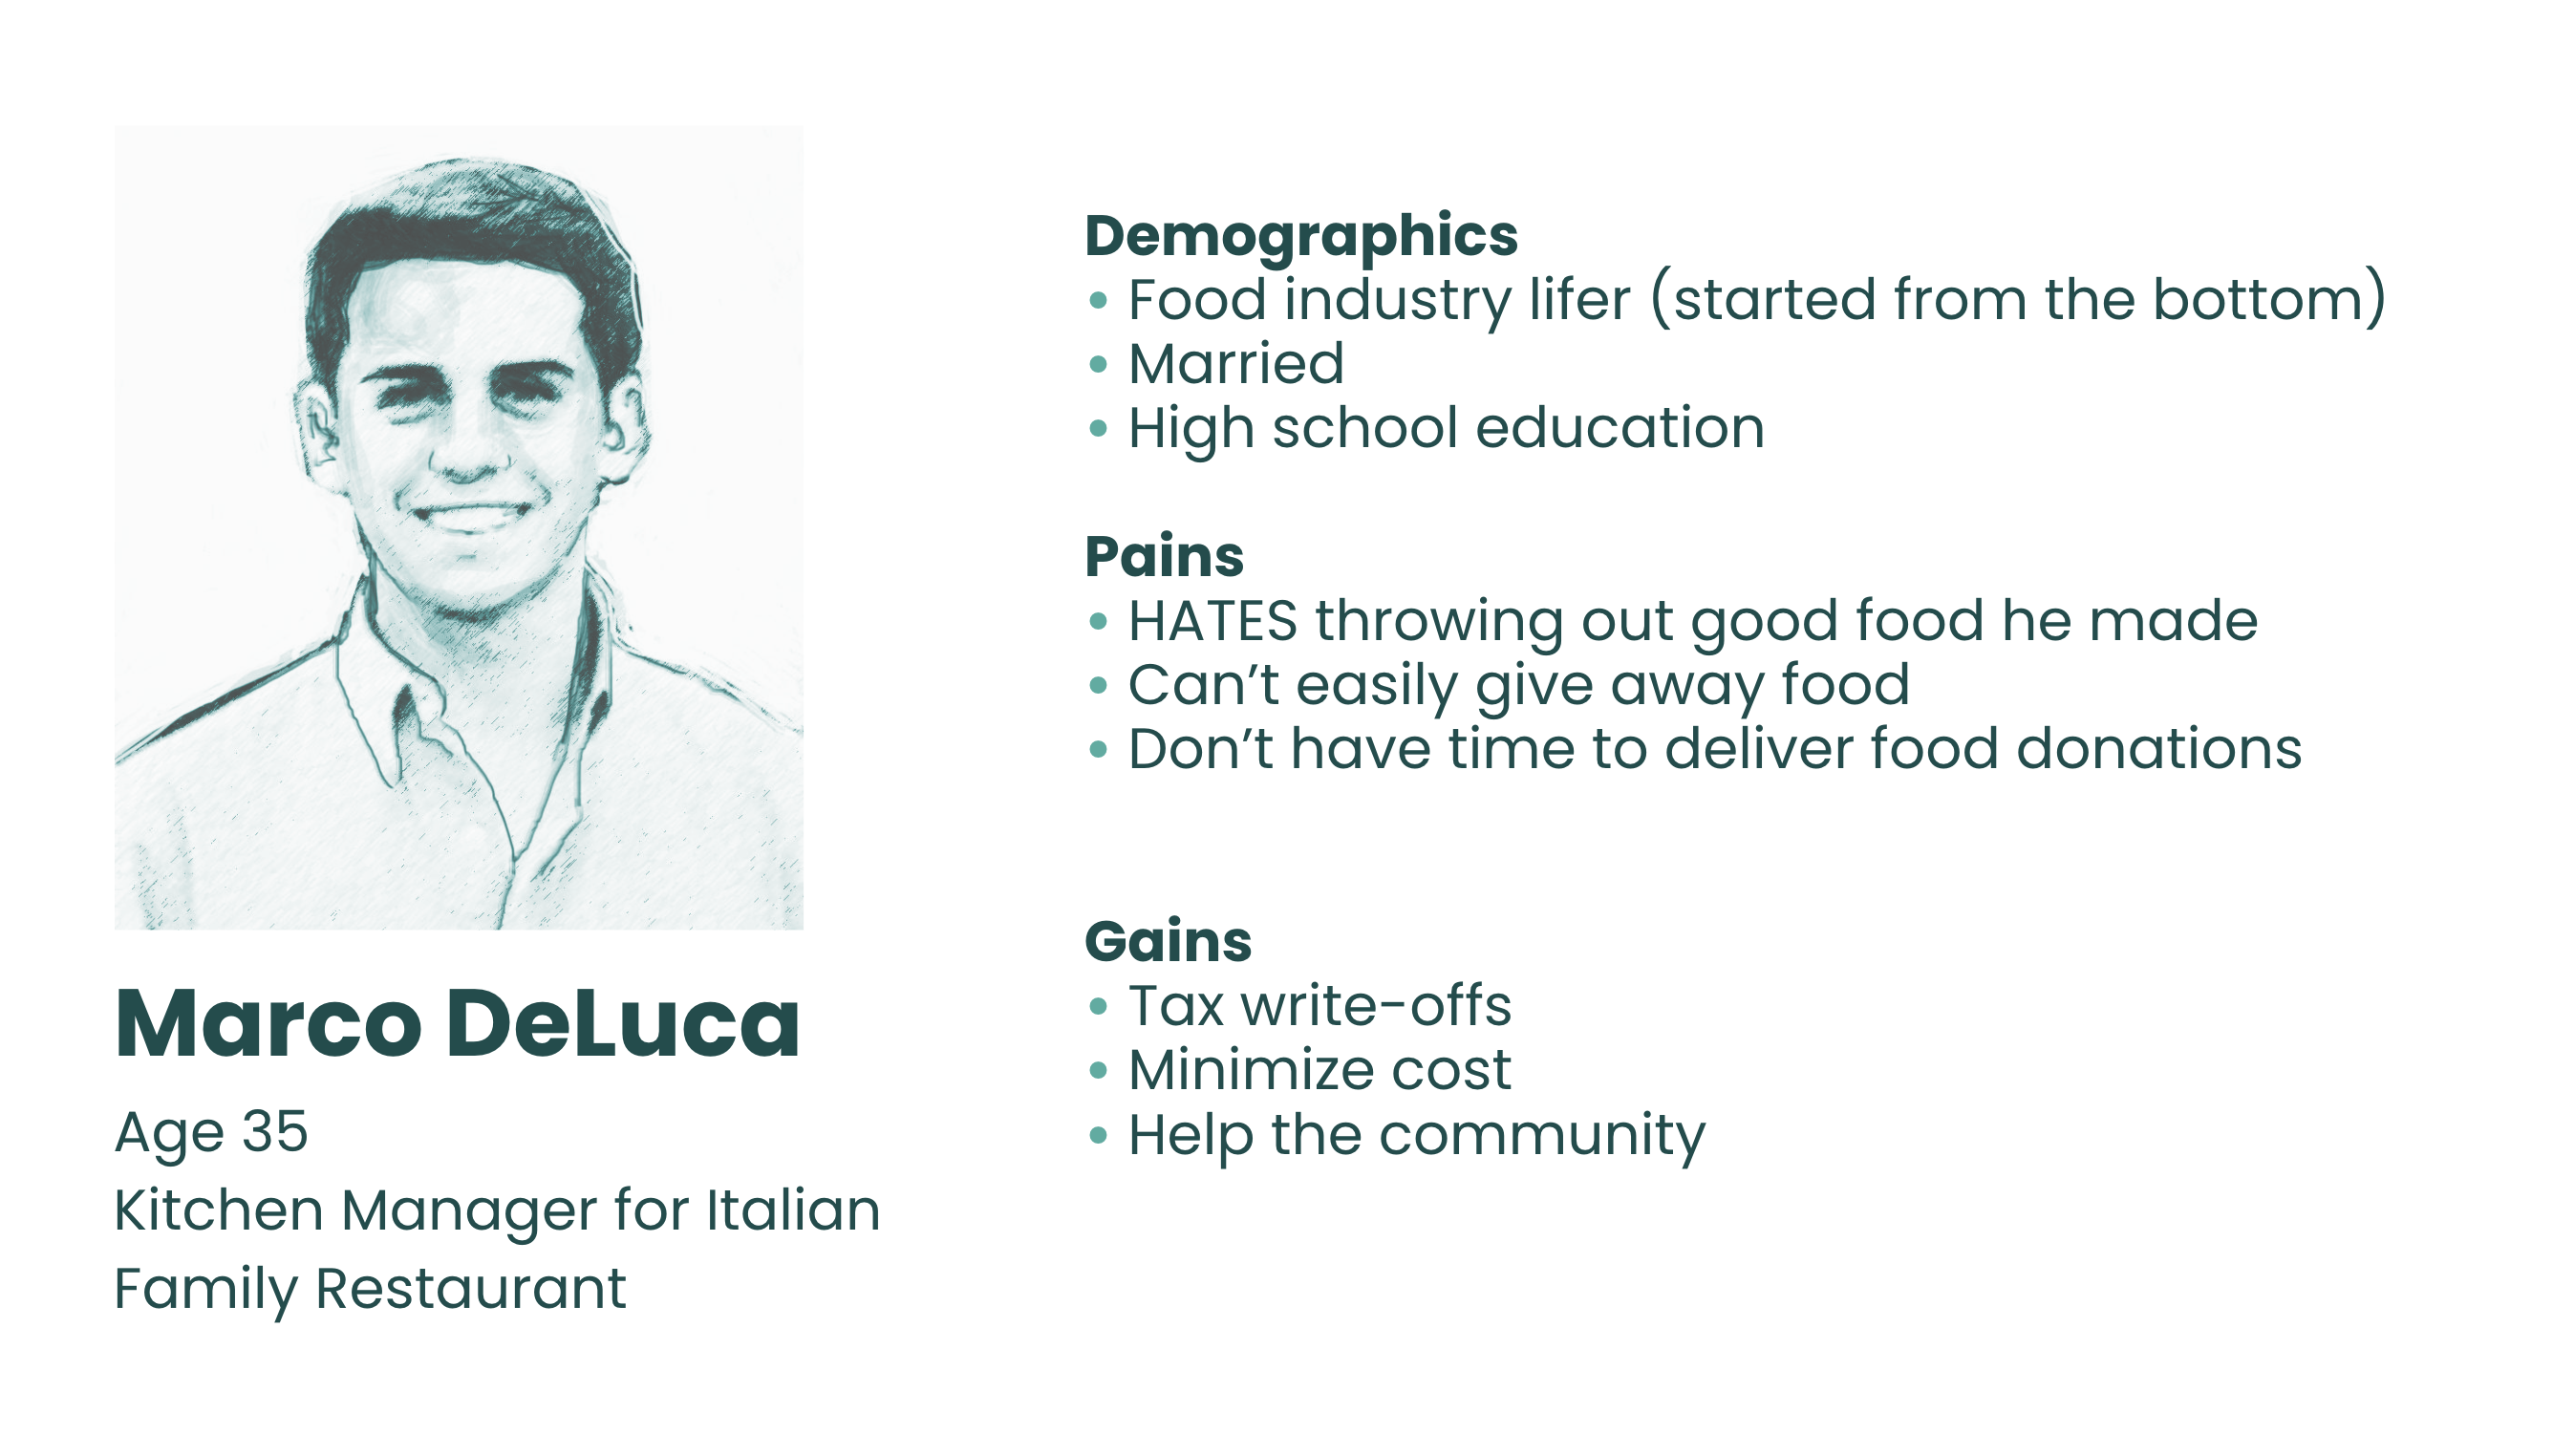 Marco DeLuca
Age 35
Kitchen Manager for Italian
Family Restaurant
Demographics
• Food industry lifer (started from the bottom)
• Married
• High school education
Pains
• HATES throwing out good food he made
• Can’t easily give away food
• Don’t have time to deliver food donations
Gains
• Tax write-offs
• Minimize cost
• Help the community